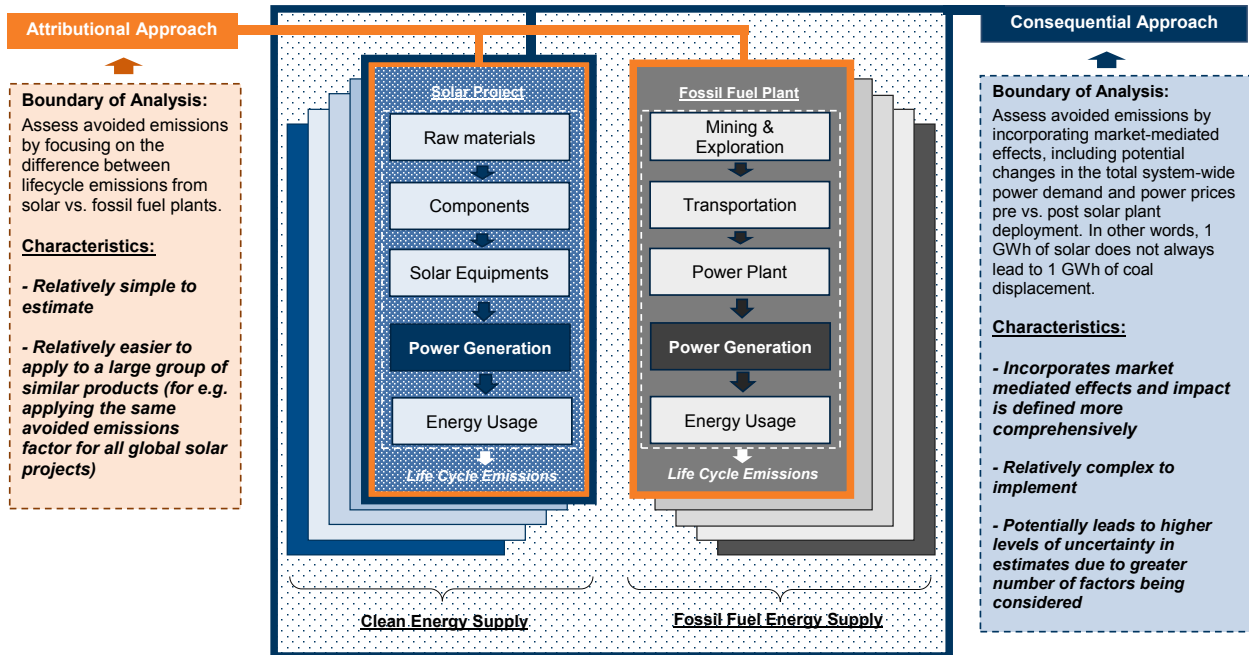 Attributional Approach
Boundary of Analysis:
Assess avoided emissions
by focusing on the
difference between
lifecycle emissions from
solar vs. fossil fuel plants.
Characteristics:
- Relatively simple to
estimate
- Relatively easier to
apply to a large group of
similar products (for e.g.
applying the same
avoided emissions
factor for all global solar
projects)
Solar Project
Raw materials
Components
Solar Equipments
Power Generation
Energy Usage
Life Cycle Emissions
Clean Energy Supply
Fossil Fuel Plant
Mining &
Exploration
Transportation
Power Plant
Power Generation
Energy Usage
Life Cycle Emissions
Fossil Fuel Energy Supply
Consequential Approach
Boundary of Analysis:
Assess avoided emissions by
incorporating market-mediated
effects, including potential
changes in the total system-wide
power demand and power prices
pre vs. post solar plant
deployment. In other words, 1
GWh of solar does not always
lead to 1 GWh of coal
displacement.
Characteristics:
- Incorporates market
mediated effects and impact
is defined more
comprehensively
- Relatively complex to
implement
- Potentially leads to higher
levels of uncertainty in
estimates due to greater
number of factors being
considered